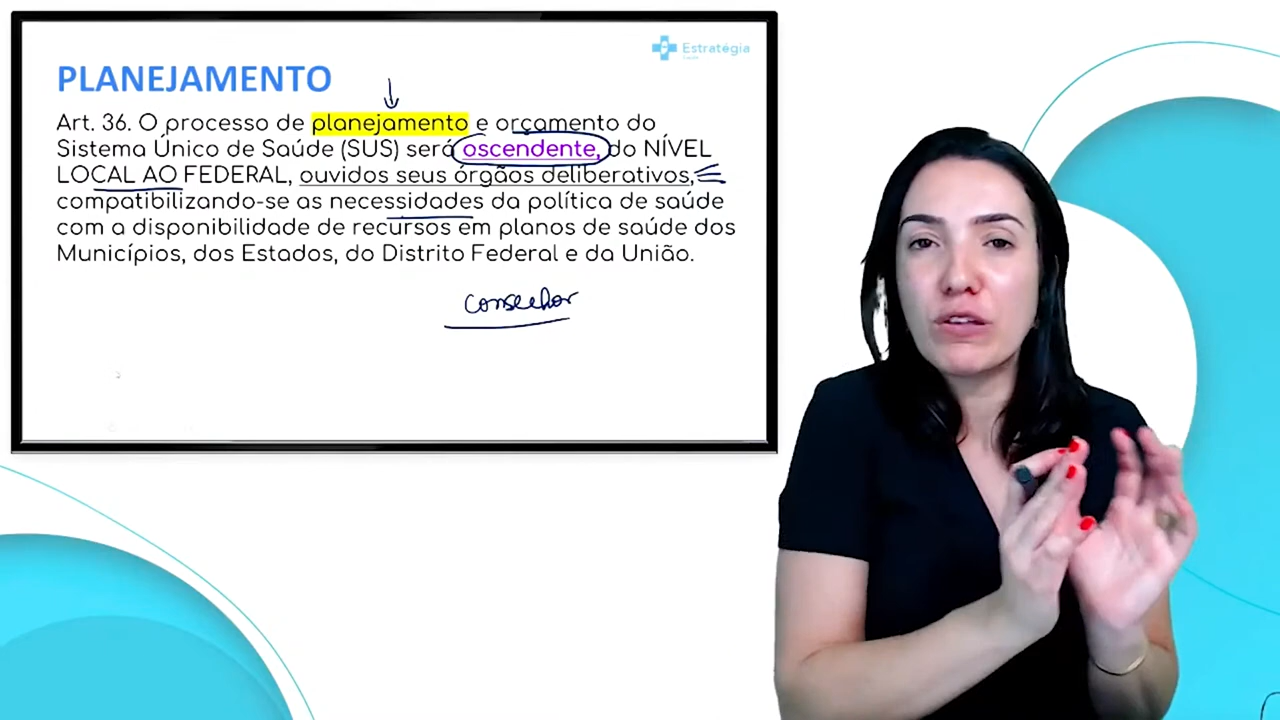 Estratégia
Saúde
PLANEJAMENTO
Art. 36. O processo de planejamento e orçamento do
Sistema Único de Saúde (SUS) será oscendente, do NÍVEL
LOCAL AO FEDERAL, ouvidos seus órgãos deliberativos,
compatibilizando-se as necessidades da política de saúde
com a disponibilidade de recursos em planos de saúde dos
Municípios, dos Estados, do Distrito Federal e da União.